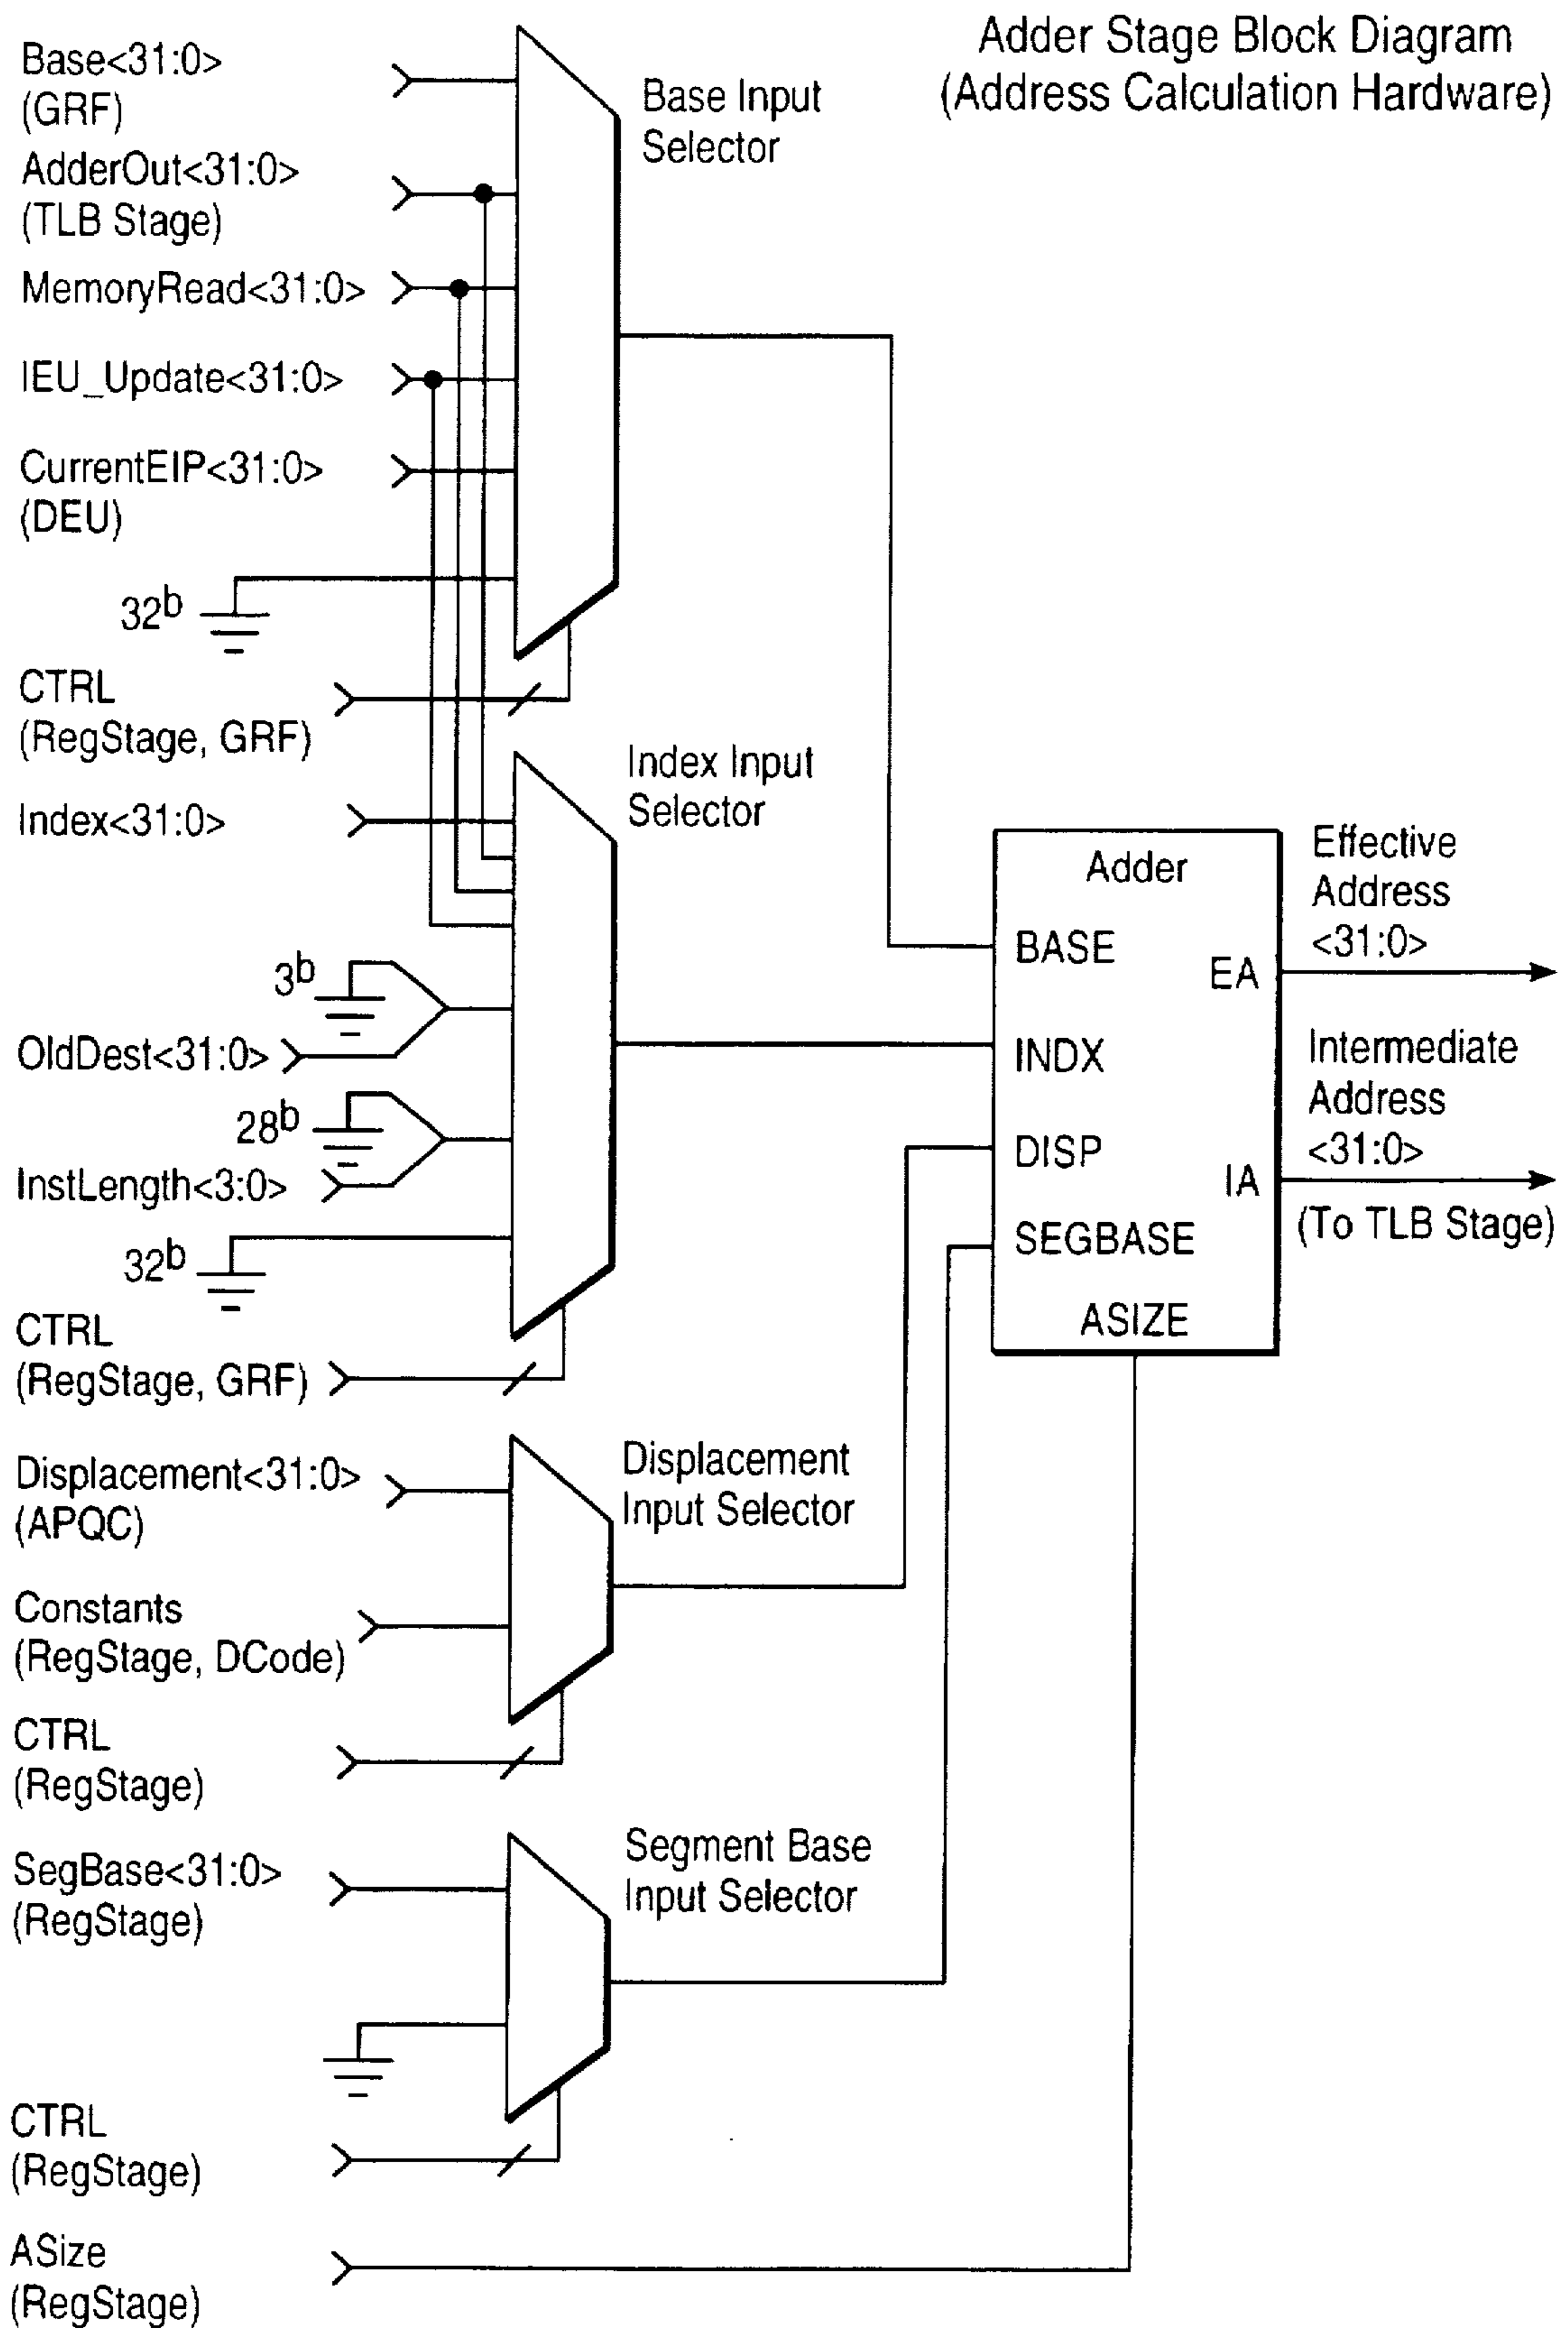 Adder Stage Block Diagram
(Address Calculation Hardware)
Base<31:0>
(GRF)
Base Input
Selector
AdderOut<31:0>
(TLB Stage)
MemoryRead<31:0>
IEU_Update<31:0>
CurrentEIP<31:0>
(DEU)
32b
CTRL
(RegStage, GRF)
Index Input
Selector
Index<31:0>
3b
OldDest<31:0>
28b
InstLength<3:0>
32b
CTRL
(RegStage, GRF)
Adder
BASE
INDX
DISP
SEGBASE
ASIZE
EA
IA
Effective
Address
<31:0>
Intermediate
Address
<31:0>
(To TLB Stage)
Displacement<31:0>
(APQC)
Displacement
Input Selector
Constants
(RegStage, DCode)
CTRL
(RegStage)
SegBase<31:0>
(RegStage)
Segment Base
Input Selector
CTRL
(RegStage)
ASize
(RegStage)